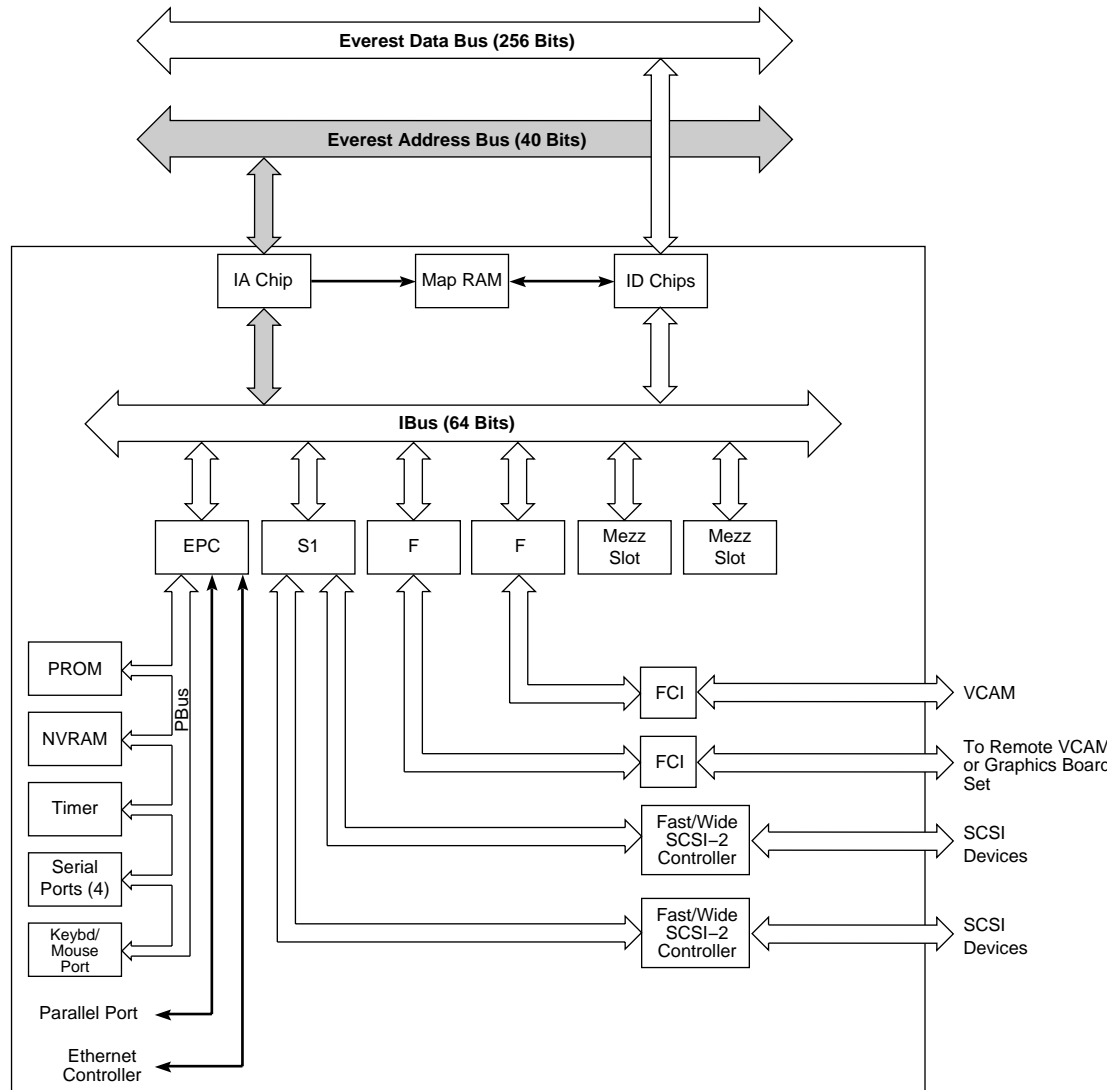 Everest Data Bus (256 Bits)
Everest Address Bus (40 Bits)
IA Chip
Map RAM
ID Chips
IBus (64 Bits)
EPC
S1
F
F
Mezz
Slot
Mezz
Slot
PROM
PBus
NVRAM
Timer
Serial
Ports (4)
Keybd/
Mouse
Port
Parallel Port
Ethernet
Controller
FCI
VCAM
FCI
To Remote VCAM
or Graphics Board
Set
Fast/Wide
SCSI–2
Controller
SCSI
Devices
Fast/Wide
SCSI–2
Controller
SCSI
Devices